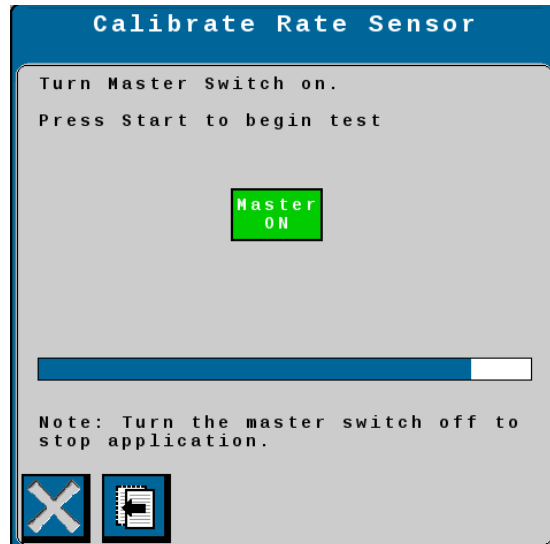 Calibrate Rate Sensor
Turn Master Switch on.
Press Start to begin test
Master
ON
Note: Turn the master switch off to
stop application.